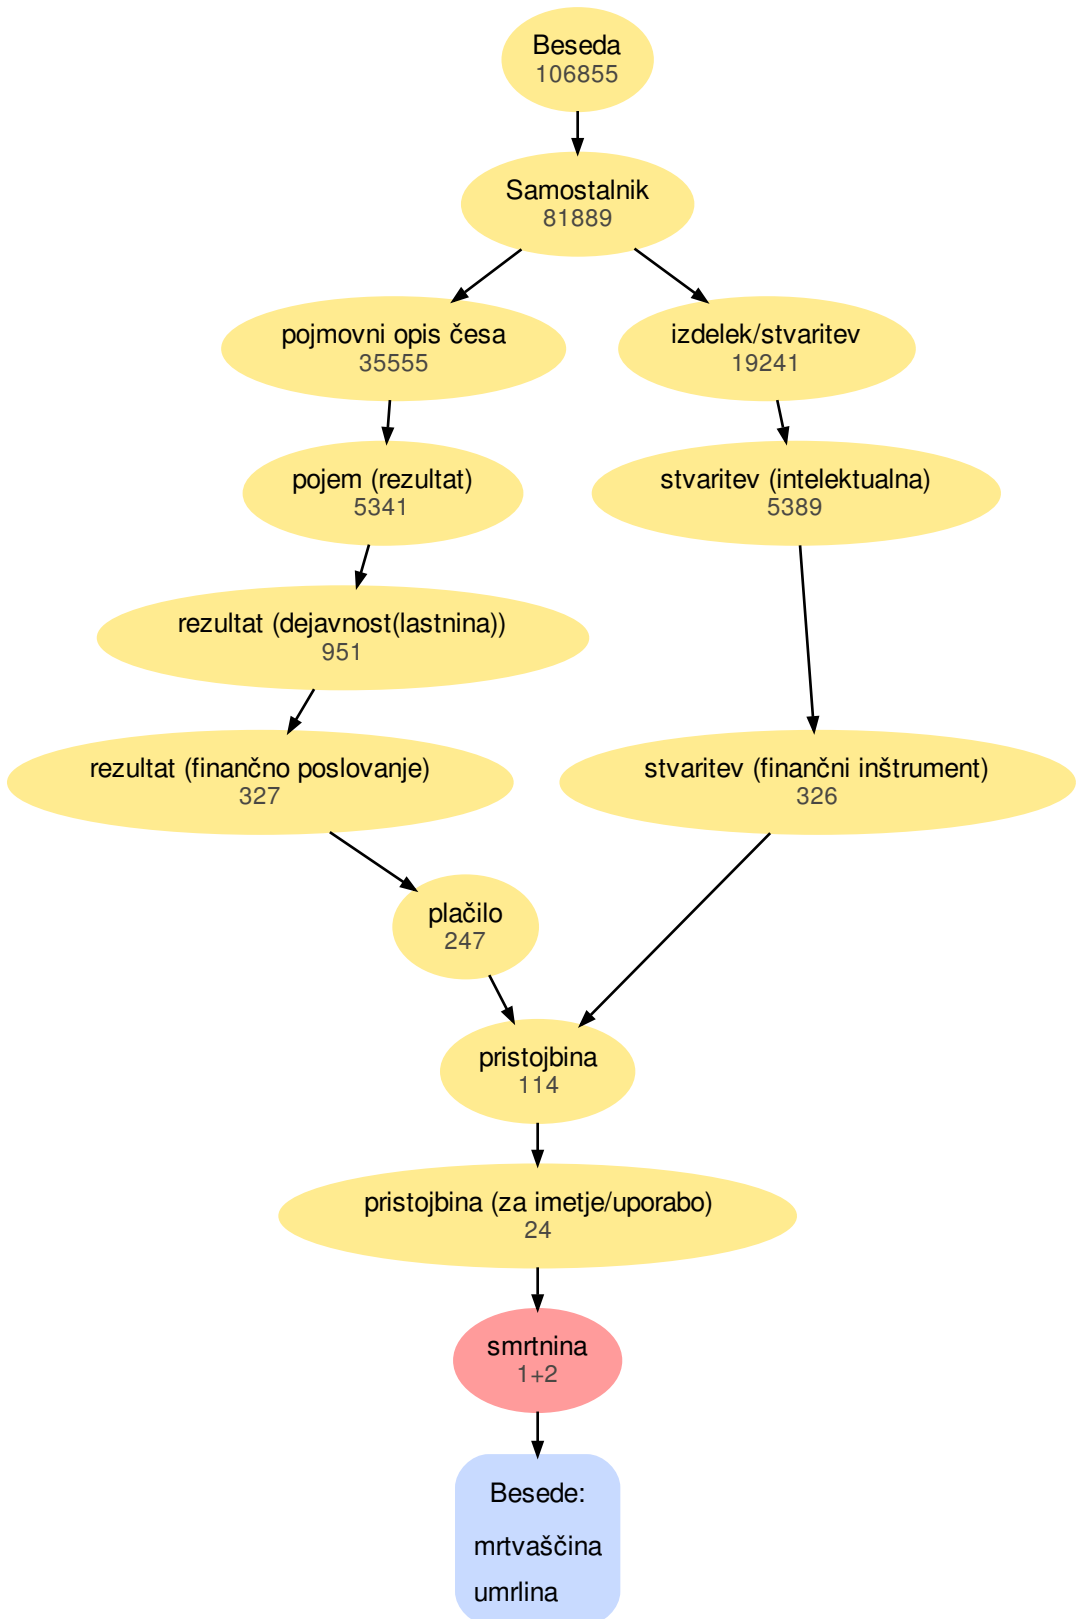 Beseda
106855
Samostalnik
81889
pojmovni opis česa
35555
izdelek/stvaritev
19241
pojem (rezultat)
5341
stvaritev (intelektualna)
5389
rezultat (dejavnost(lastnina))
951
rezultat (finančno poslovanje)
327
stvaritev (finančni inštrument)
326
plačilo
247
pristojbina
114
pristojbina (za imetje/uporabo)
24
smrtnina
1+2
Besede:
mrtvaščina
umrlina